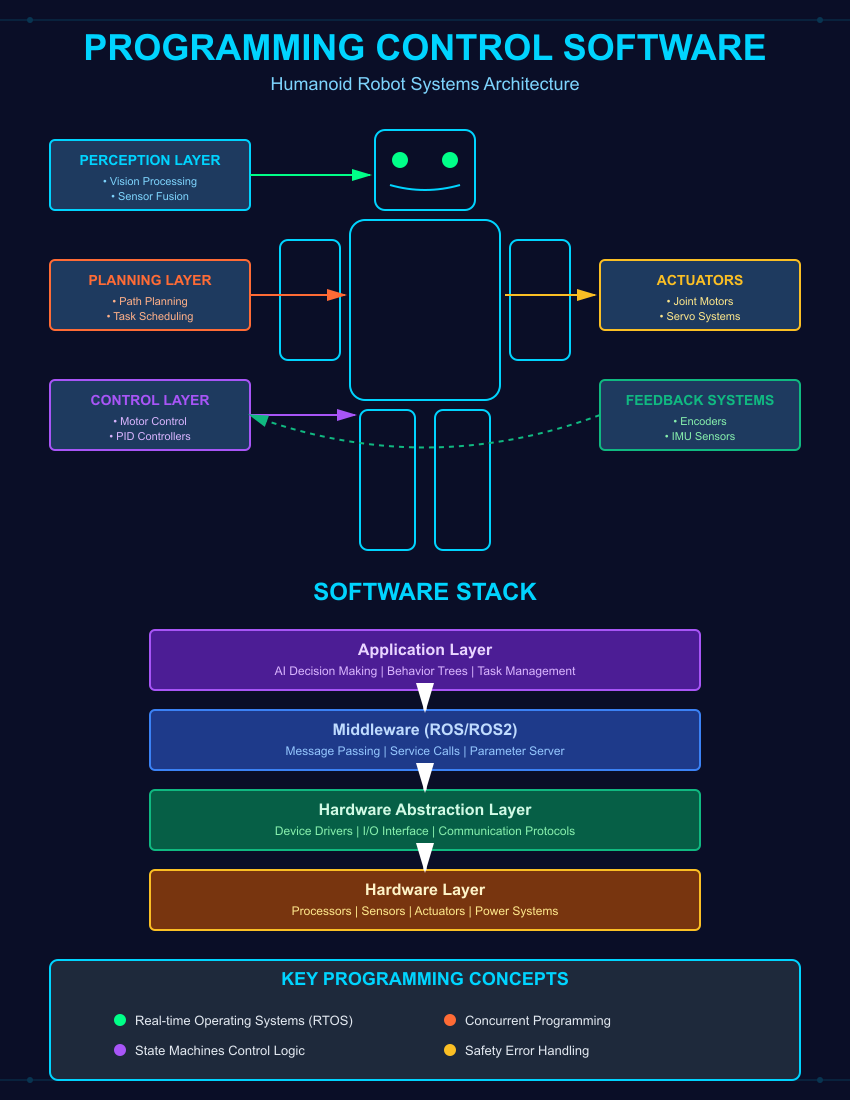 PROGRAMMING CONTROL SOFTWARE
Humanoid Robot Systems Architecture
PERCEPTION LAYER
• Vision Processing
• Sensor Fusion
PLANNING LAYER
• Path Planning
• Task Scheduling
ACTUATORS
• Joint Motors
• Servo Systems
CONTROL LAYER
• Motor Control
• PID Controllers
FEEDBACK SYSTEMS
• Encoders
• IMU Sensors
SOFTWARE STACK
Application Layer
AI Decision Making | Behavior Trees | Task Management
Middleware (ROS/ROS2)
Message Passing | Service Calls | Parameter Server
Hardware Abstraction Layer
Device Drivers | I/O Interface | Communication Protocols
Hardware Layer
Processors | Sensors | Actuators | Power Systems
KEY PROGRAMMING CONCEPTS
Real-time Operating Systems (RTOS)
Concurrent Programming
State Machines Control Logic
Safety Error Handling